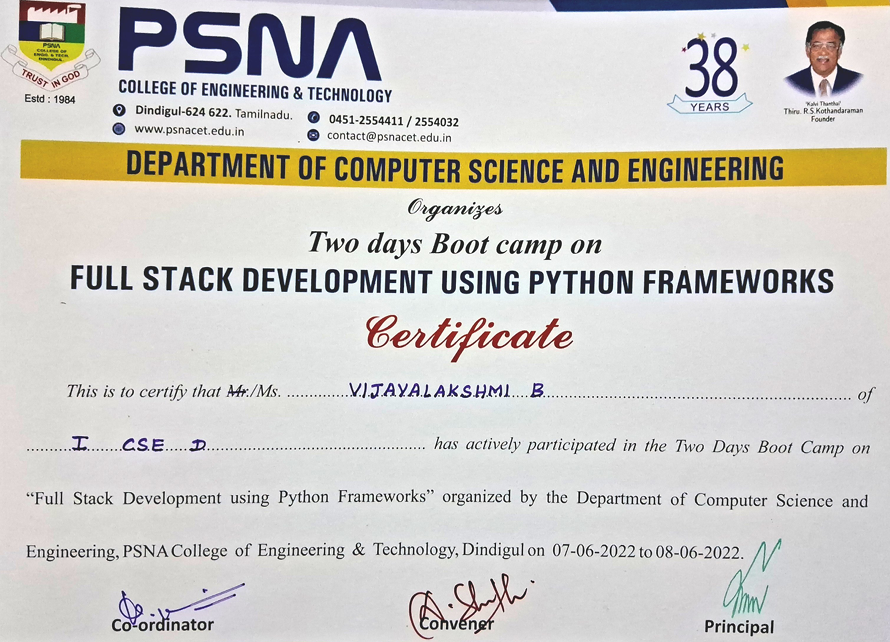 PSNA
COLLEGE OF
ENGG. & TECH.
DINDIGUL
TRUST IN GOD
Estd : 1984
PSNA
COLLEGE OF ENGINEERING & TECHNOLOGY
Dindigul-624 622. Tamilnadu. 0451-2554411 / 2554032
www.psnacet.edu.in contact@psnacet.edu.in
38
YEARS
'Kalvi Thanthai'
Thiru. R.S.Kothandaraman
Founder
DEPARTMENT OF COMPUTER SCIENCE AND ENGINEERING
Organizes
Two days Boot camp on
FULL STACK DEVELOPMENT USING PYTHON FRAMEWORKS
Certificate
This is to certify that Mr./Ms. VIJAYALAKSHMI B of
I CSE D has actively participated in the Two Days Boot Camp on
“Full Stack Development using Python Frameworks” organized by the Department of Computer Science and
Engineering, PSNA College of Engineering & Technology, Dindigul on 07-06-2022 to 08-06-2022.
Co-ordinator Convener Principal